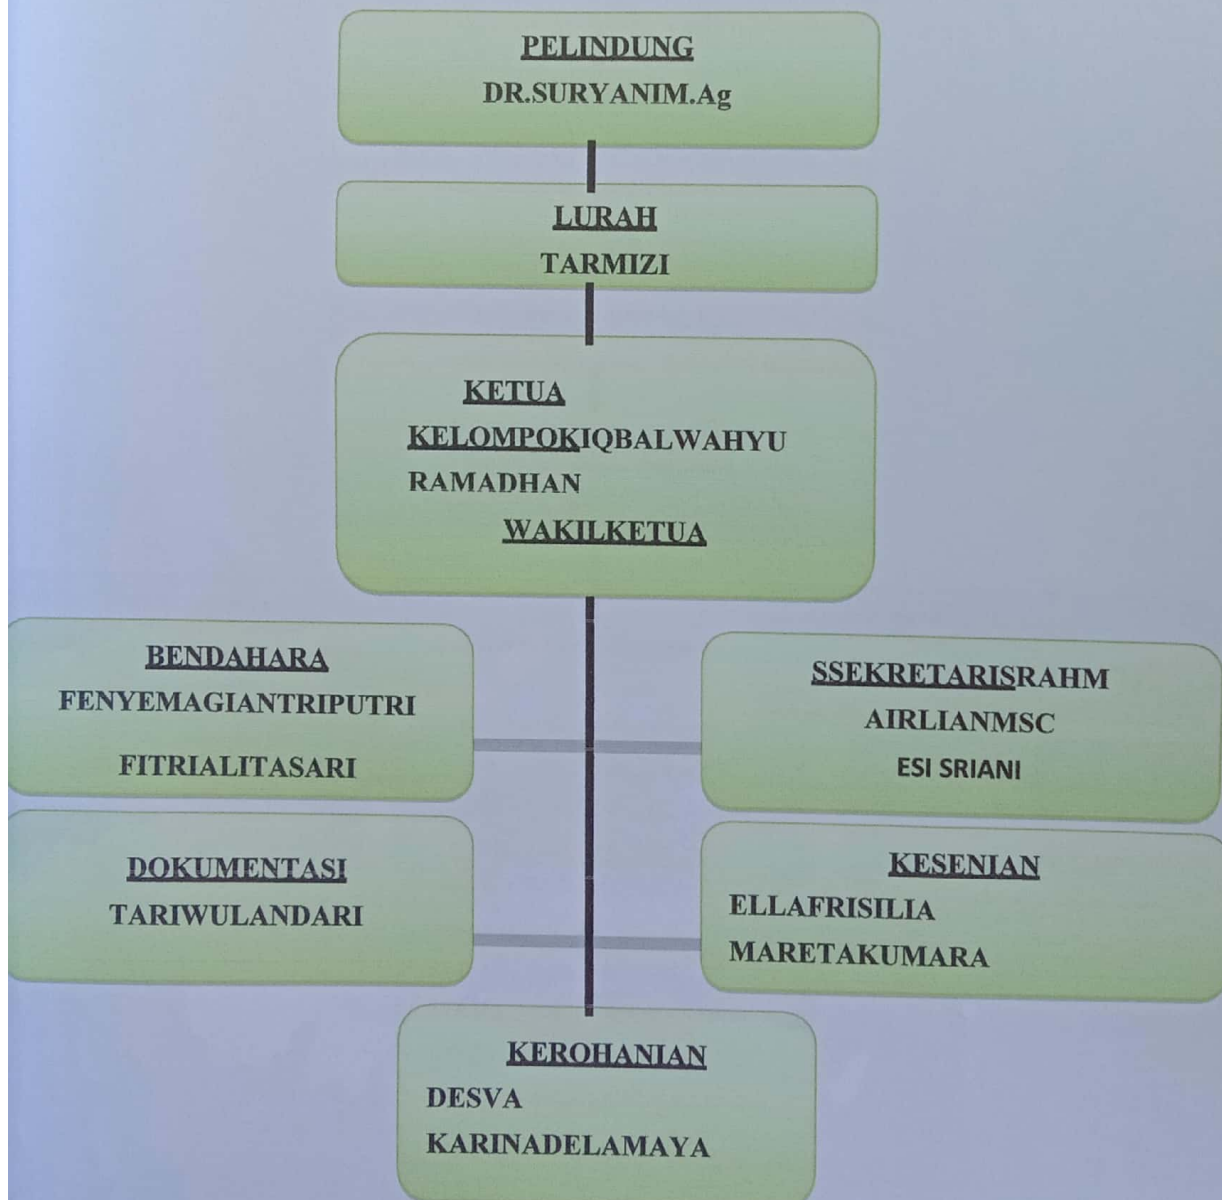 PELINDUNG
DR.SURYANIM.Ag
LURAH
TARMIZI
KETUA
KELOMPOKIQBALWAHYU
RAMADHAN
WAKILKETUA
BENDAHARA
FENYEMAGIANTRIPUTRI
FITRIALITASARI
SSEKRETARISRAHM
AIRLIANMSC
ESI SRIANI
DOKUMENTASI
TARIWULANDARI
KESENIAN
ELLAFRISILIA
MARETAKUMARA
KEROHANIAN
DESVA
KARINADELAMAYA